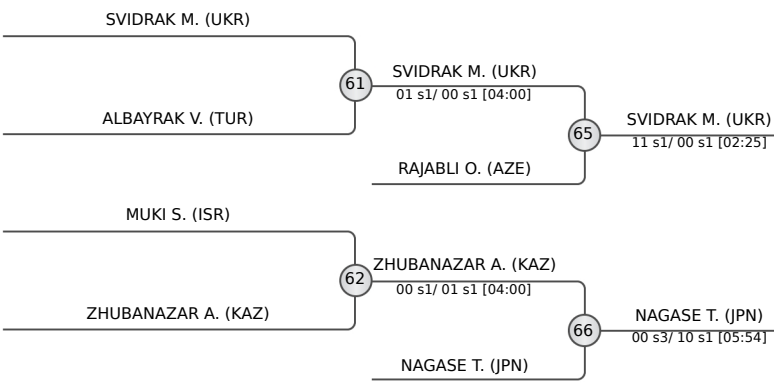 SVIDRAK M. (UKR)
61
SVIDRAK M. (UKR)
01 s1/ 00 s1 [04:00]
ALBAYRAK V. (TUR)
65
SVIDRAK M. (UKR)
11 s1/ 00 s1 [02:25]
RAJABLI O. (AZE)
MUKI S. (ISR)
62
ZHUBANAZAR A. (KAZ)
00 s1/ 01 s1 [04:00]
ZHUBANAZAR A. (KAZ)
66
NAGASE T. (JPN)
00 s3/ 10 s1 [05:54]
NAGASE T. (JPN)